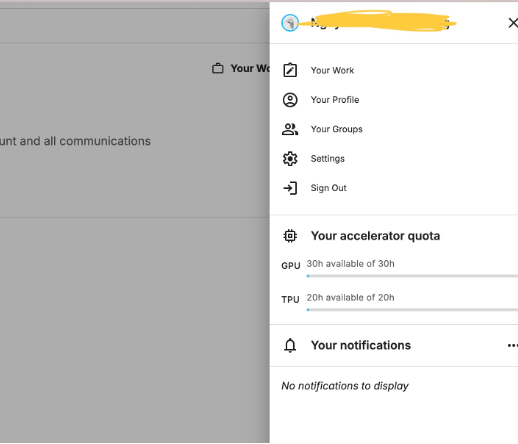 Your Wo
unt and all communications
Your Work
Your Profile
Your Groups
Settings
Sign Out
Your accelerator quota
GPU 30h available of 30h
TPU 20h available of 20h
Your notifications
No notifications to display